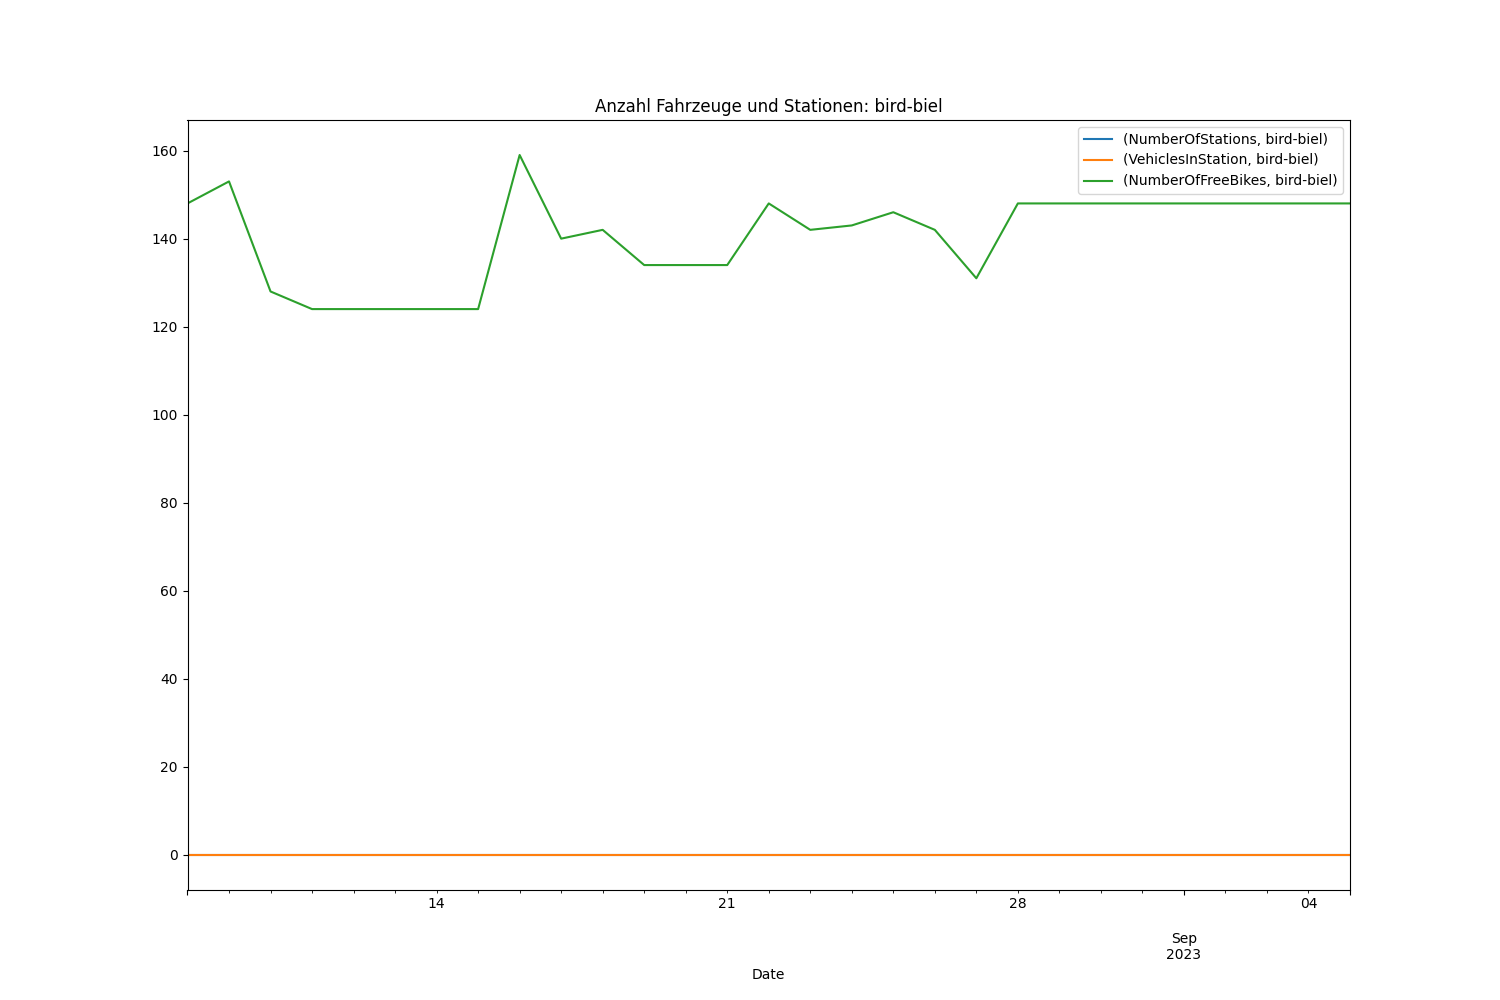 Anzahl Fahrzeuge und Stationen: bird-biel
(NumberOfStations, bird-biel)
(VehiclesInStation, bird-biel)
(NumberOfFreeBikes, bird-biel)
160
140
120
100
80
60
40
20
0
14 21 28 04
Sep
2023
Date